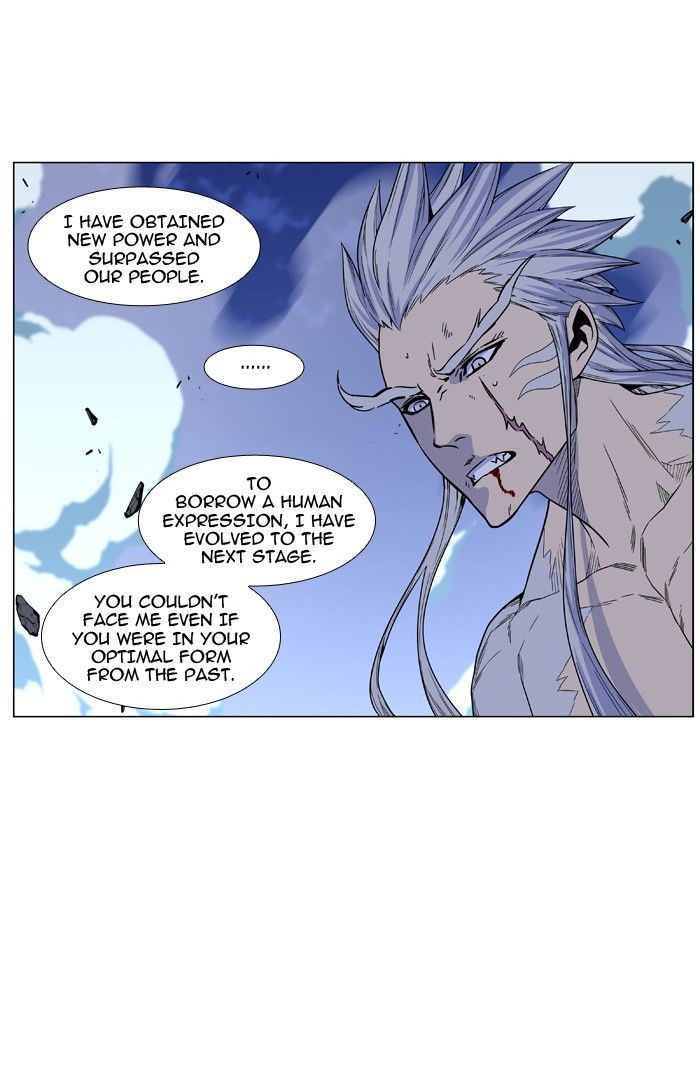 I HAVE OBTAINED
NEW POWER AND
SURPASSED
OUR PEOPLE.
......
TO
BORROW A HUMAN
EXPRESSION, I HAVE
EVOLVED TO THE
NEXT STAGE.
YOU COULDN'T
FACE ME EVEN IF
YOU WERE IN YOUR
OPTIMAL FORM
FROM THE PAST.